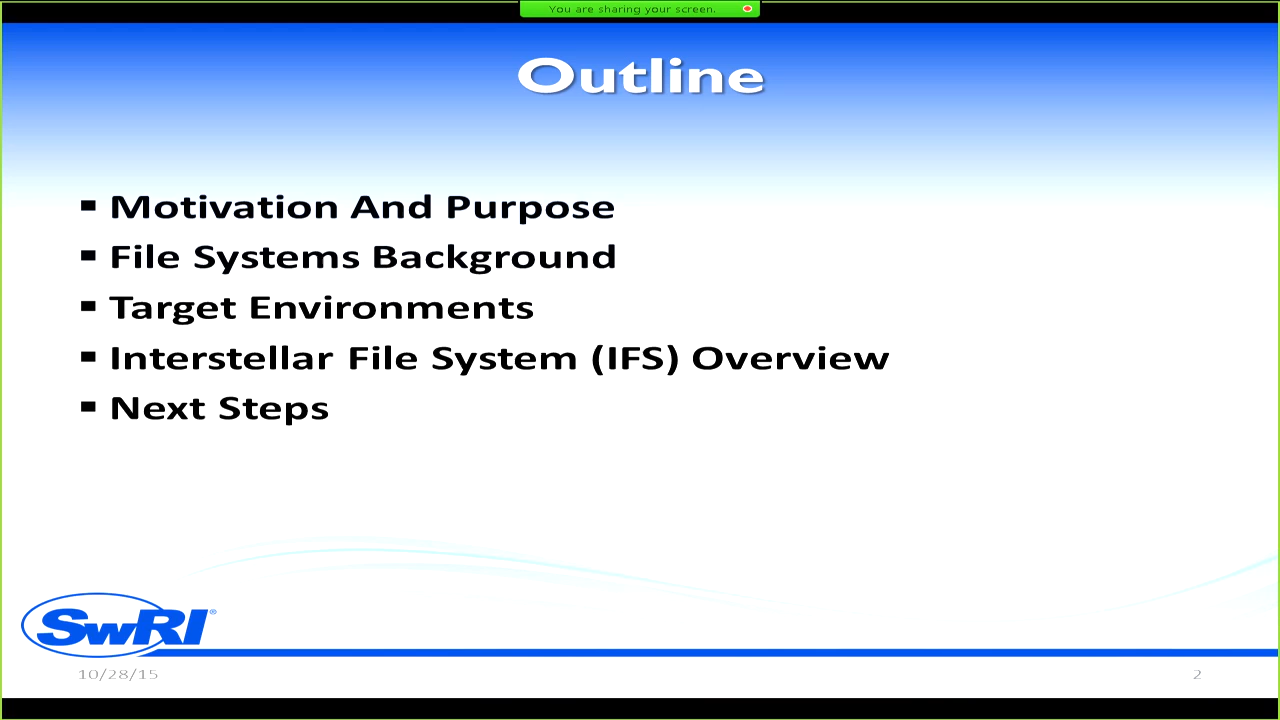 You are sharing your screen.
Outline
▪ Motivation And Purpose
▪ File Systems Background
▪ Target Environments
▪ Interstellar File System (IFS) Overview
▪ Next Steps
SwRI®
10/28/15
2